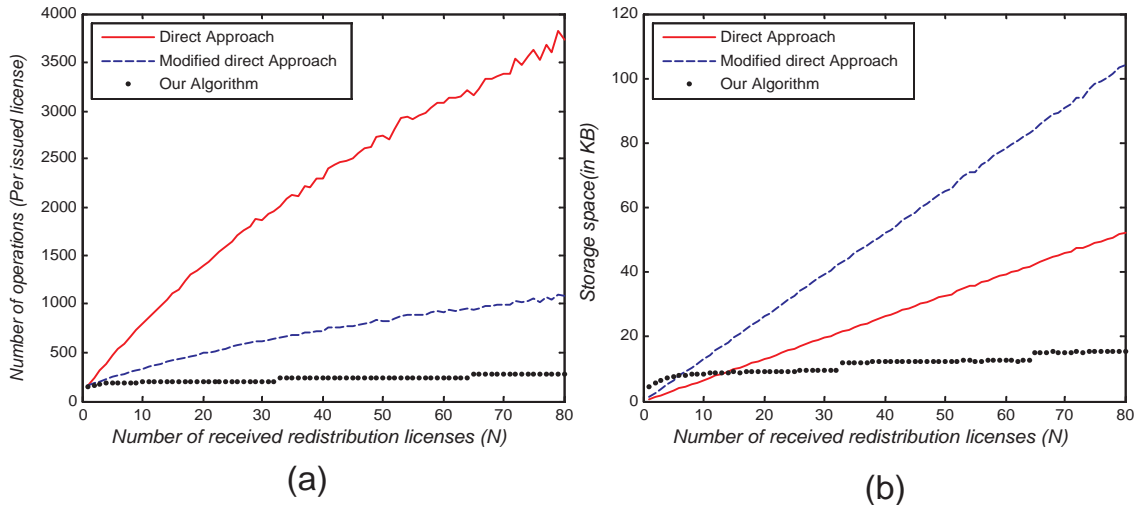 4000
3500
3000
2500
2000
1500
1000
500
0
Number of operations (Per issued license)
Direct Approach
Modified direct Approach
Our Algorithm
0 10 20 30 40 50 60 70 80
Number of received redistribution licenses (N)
(a)
120
100
80
60
40
20
0
Storage space(in KB)
Direct Approach
Modified direct Approach
Our Algorithm
0 10 20 30 40 50 60 70 80
Number of received redistribution licenses (N)
(b)